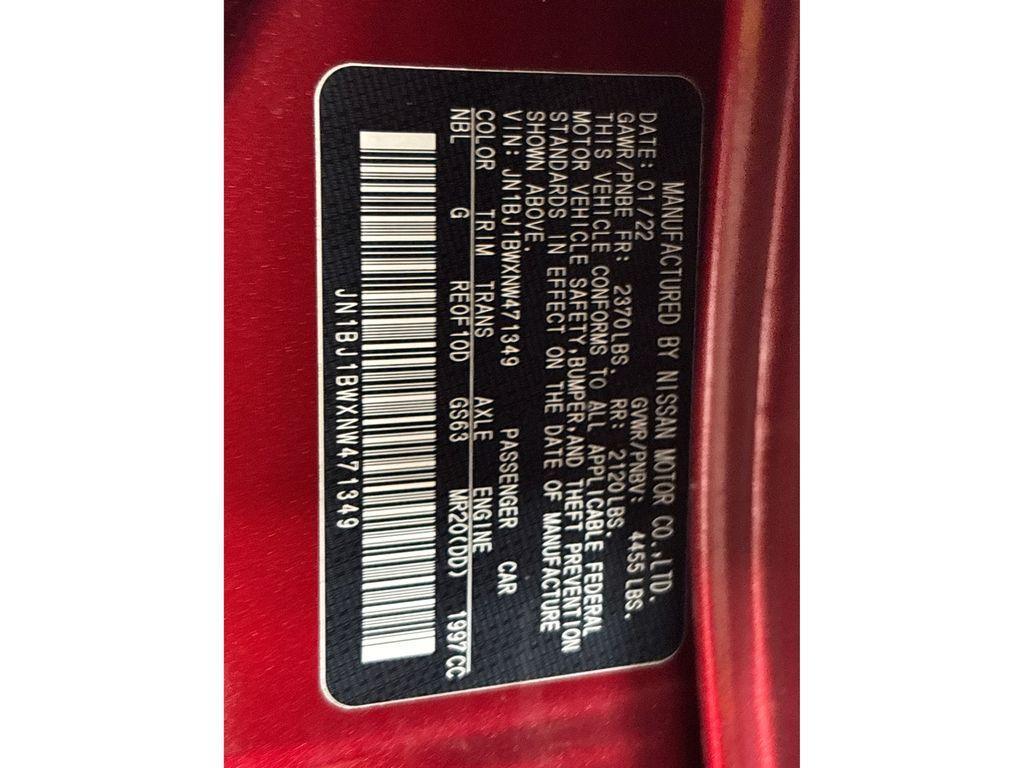 MANUFACTURED BY NISSAN MOTOR CO.,LTD.
DATE: 01/22 GVWR/PNBV: 4455LBS.
GAWR/PNBE FR: 2370LBS. RR: 2120LBS.
THIS VEHICLE CONFORMS TO ALL APPLICABLE FEDERAL
MOTOR VEHICLE SAFETY,BUMPER,AND THEFT PREVENTION
STANDARDS IN EFFECT ON THE DATE OF MANUFACTURE
SHOWN ABOVE.
VIN: JN1BJ1BWXNW471349 PASSENGER CAR
COLOR TRIM TRANS AXLE ENGINE
NBL G RE0F10D GS63 MR20(DD) 1997CC
JN1BJ1BWXNW471349